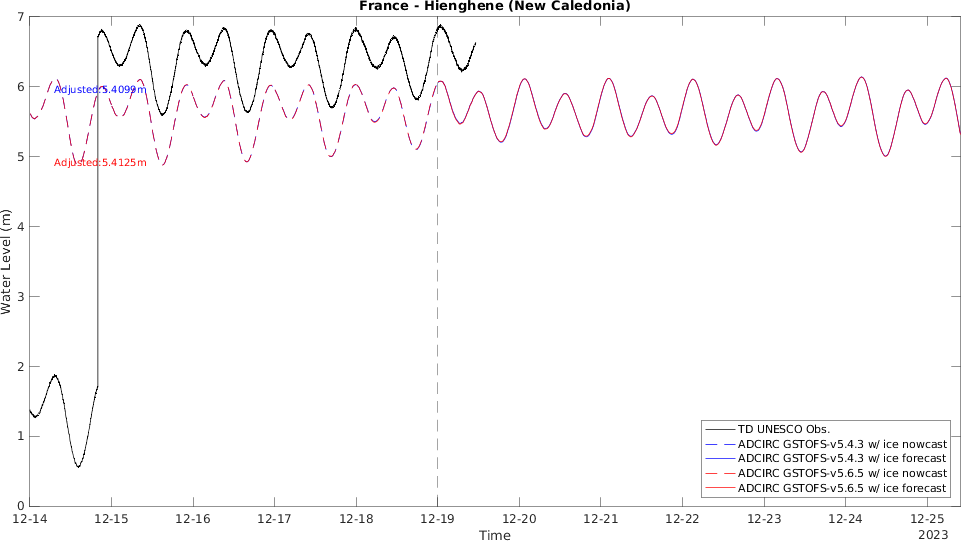 France - Hienghene (New Caledonia)
Water Level (m)
7
6
5
4
3
2
1
0
Adjusted:5.4099m
Adjusted:5.4125m
TD UNESCO Obs.
ADCIRC GSTOFS-v5.4.3 w/ ice nowcast
ADCIRC GSTOFS-v5.4.3 w/ ice forecast
ADCIRC GSTOFS-v5.6.5 w/ ice nowcast
ADCIRC GSTOFS-v5.6.5 w/ ice forecast
12-14 12-15 12-16 12-17 12-18 12-19 12-20 12-21 12-22 12-23 12-24 12-25
Time
2023